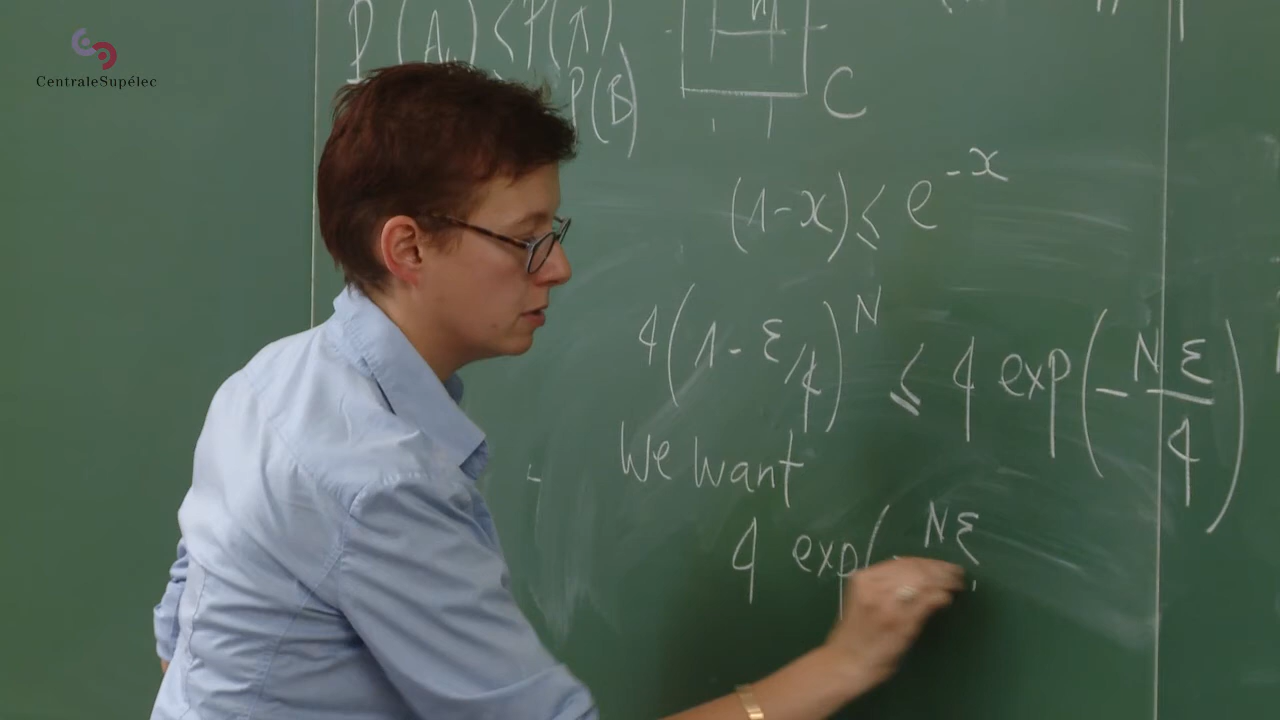 CentraleSupélec
P(A) ≤ P(A)
P(B)
C
(1-x) ≤ e^{-x}
4(1 - ε/4)^N ≤ 4 exp(- Nε/4)
We want
4 exp(- Nε